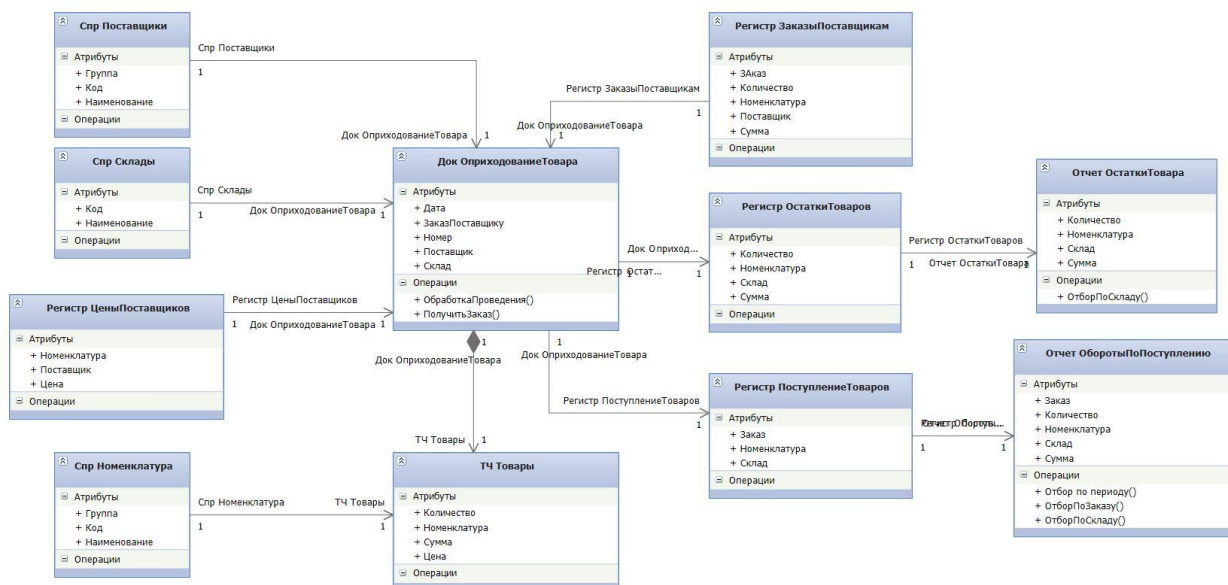 Спр Поставщики
Атрибуты
+ Группа
+ Код
+ Наименование
Операции
Спр Поставщики
1
Док ОприходованиеТовара
1
Регистр ЗаказыПоставщикам
Атрибуты
+ ЗАказ
+ Количество
+ Номенклатура
+ Поставщик
+ Сумма
Операции
Регистр ЗаказыПоставщикам
1
Док ОприходованиеТовара
1
Спр Склады
Атрибуты
+ Код
+ Наименование
Операции
Спр Склады
1
Док ОприходованиеТовара
1
Док ОприходованиеТовара
Атрибуты
+ Дата
+ ЗаказПоставщику
+ Номер
+ Поставщик
+ Склад
Операции
+ ОбработкаПроведения()
+ ПолучитьЗаказ()
Регистр ОстаткиТоваров
Атрибуты
+ Количество
+ Номенклатура
+ Склад
+ Сумма
Операции
Док Оприход...
1
Регистр Остат...
1
Отчет ОстаткиТовара
Атрибуты
+ Количество
+ Номенклатура
+ Склад
+ Сумма
Операции
+ ОтборПоСкладу()
Регистр ОстаткиТоваров
1
Отчет ОстаткиТовара
1
Регистр ЦеныПоставщиков
Атрибуты
+ Номенклатура
+ Поставщик
+ Цена
Операции
Регистр ЦеныПоставщиков
1
Док ОприходованиеТовара
1
1
Док ОприходованиеТовара
1
Док ОприходованиеТовара
Регистр ПоступлениеТоваров
1
Регистр ПоступлениеТоваров
Атрибуты
+ Заказ
+ Номенклатура
+ Склад
Операции
1
1
Отчет ОборотыПоПоступлению
Атрибуты
+ Заказ
+ Количество
+ Номенклатура
+ Склад
+ Сумма
Операции
+ Отбор по периоду()
+ ОтборПоЗаказу()
+ ОтборПоСкладу()
ТЧ Товары
1
Спр Номенклатура
Атрибуты
+ Группа
+ Код
+ Наименование
Операции
Спр Номенклатура
1
ТЧ Товары
1
ТЧ Товары
Атрибуты
+ Количество
+ Номенклатура
+ Сумма
+ Цена
Операции